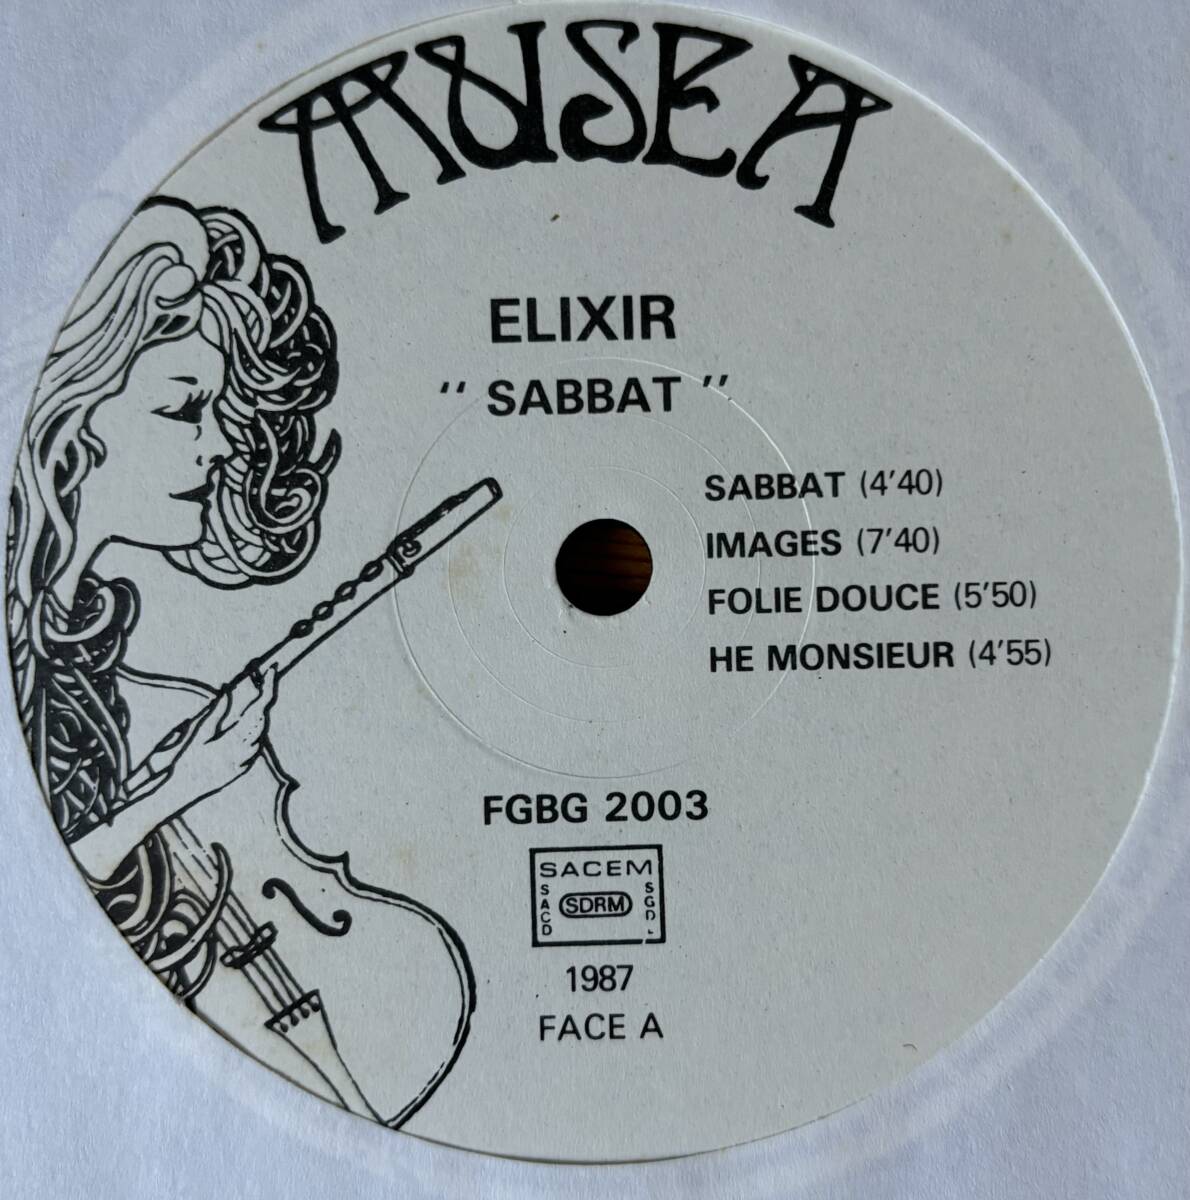 MUSEA
ELIXIR
" SABBAT "
SABBAT (4'40)
IMAGES (7'40)
FOLIE DOUCE (5'50)
HE MONSIEUR (4'55)
FGBG 2003
SACEM
SACD
SDRM
SGDL
1987
FACE A